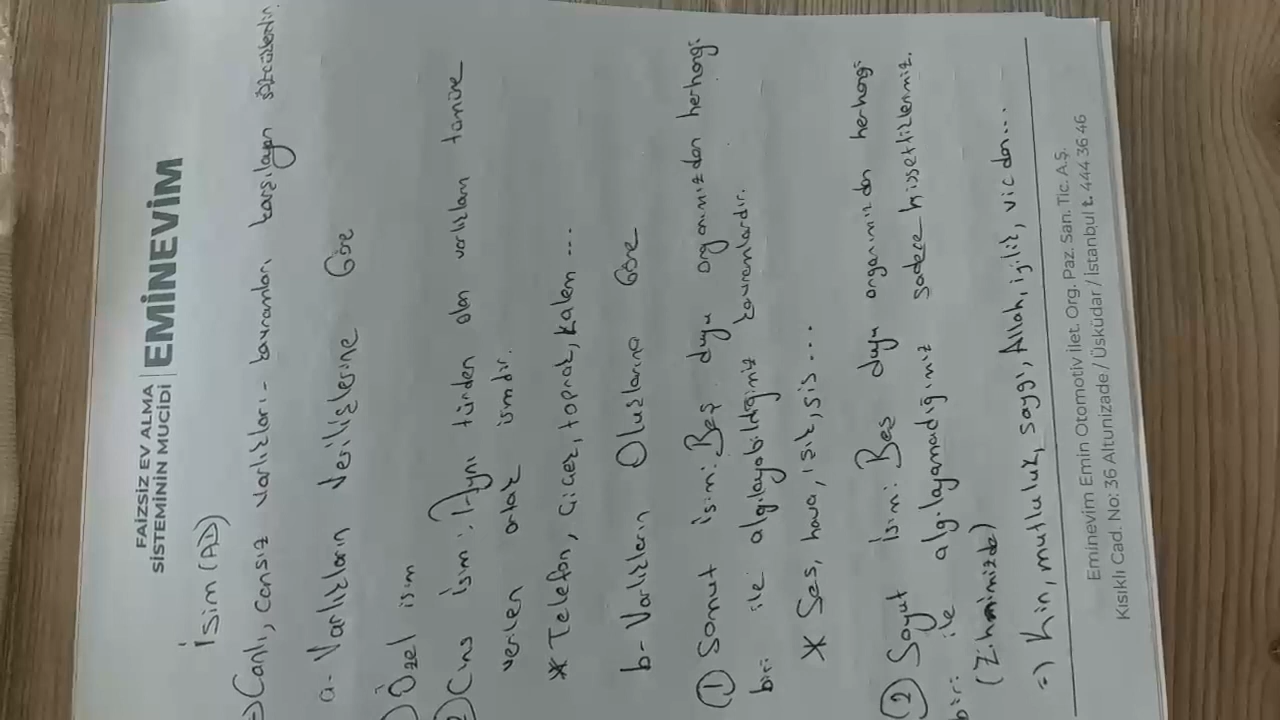 FAİZSİZ EV ALMA
SİSTEMİNİN MUCİDİ
EMİNEVİM
İsim (AD)
=) Canlı, cansız varlıkları - kavramları karşılayan sözcüklerdir.
a- Varlıkların Verilişlerine Göre
) Özel isim
2) Cins İsim: Aynı türden olan varlıkların tümüne
verilen ortak isimdir.
* Telefon, çiçek, toprak, kalem ...
b- Varlıkların Oluşlarına Göre
(1) Somut isim: Beş duyu organımızdan herhangi
biri ile algılayabildiğimiz kavramlardır.
* Ses, hava, ışık, sis ...
(2) Soyut isim: Beş duyu organımızdan herhangi
biri ile algılayamadığımız sadece hissettiklerimiz.
(Zihnimizde)
=) Kin, mutluluk, saygı, Allah, iyilik, vicdan...
Eminevim Emin Otomotiv İlet. Org. Paz. San. Tic. A.Ş.
Kısıklı Cad. No: 36 Altunizade / Üsküdar / İstanbul t. 444 36 46